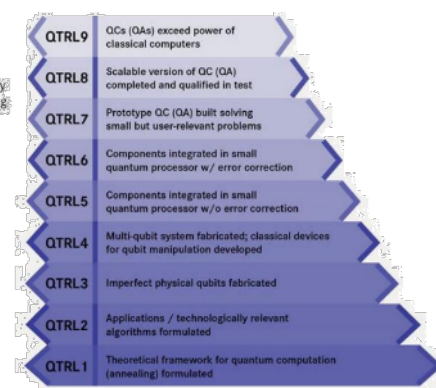 QTRL9
QCs (QAs) exceed power of
classical computers
QTRL8
Scalable version of QC (QA)
completed and qualified in test
QTRL7
Prototype QC (QA) built solving
small but user-relevant problems
QTRL6
Components integrated in small
quantum processor w/ error correction
QTRL5
Components integrated in small
quantum processor w/o error correction
QTRL4
Multi-qubit system fabricated; classical devices
for qubit manipulation developed
QTRL3
Imperfect physical qubits fabricated
QTRL2
Applications / technologically relevant
algorithms formulated
QTRL1
Theoretical framework for quantum computation
(annealing) formulated